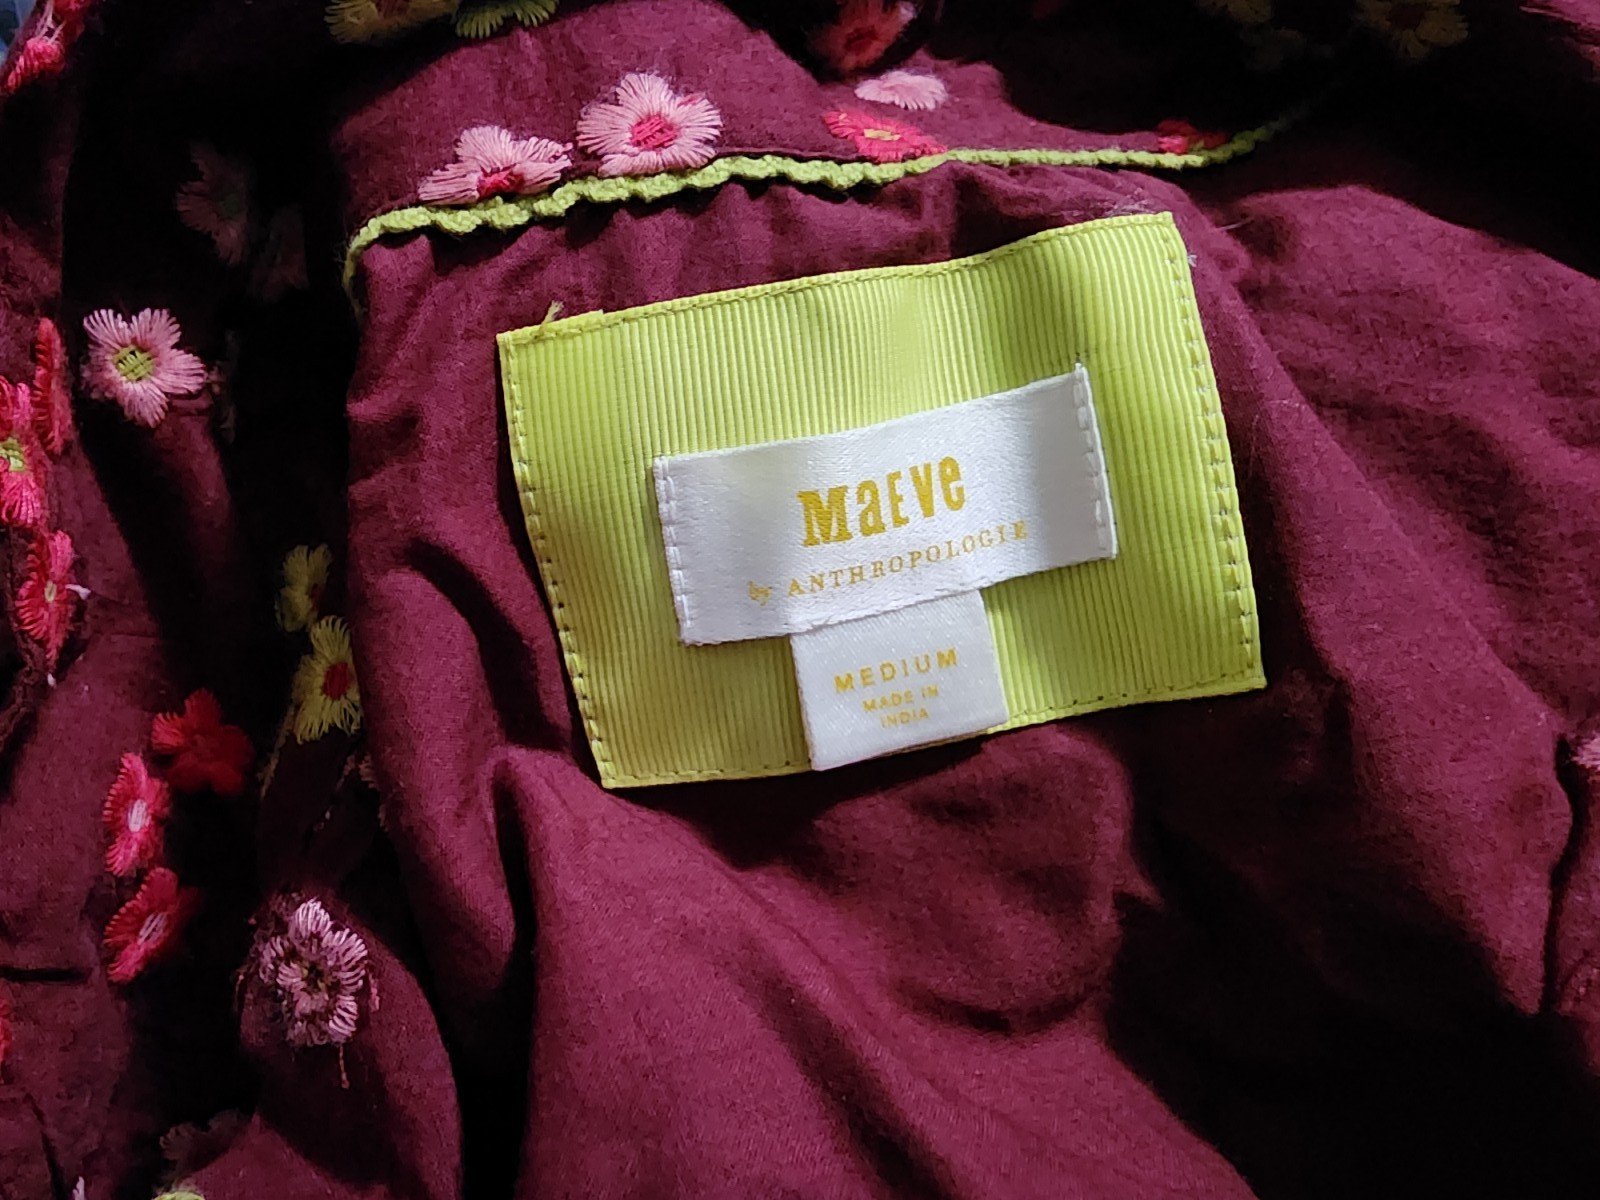 MaEve
by ANTHROPOLOGIE
MEDIUM
MADE IN
INDIA